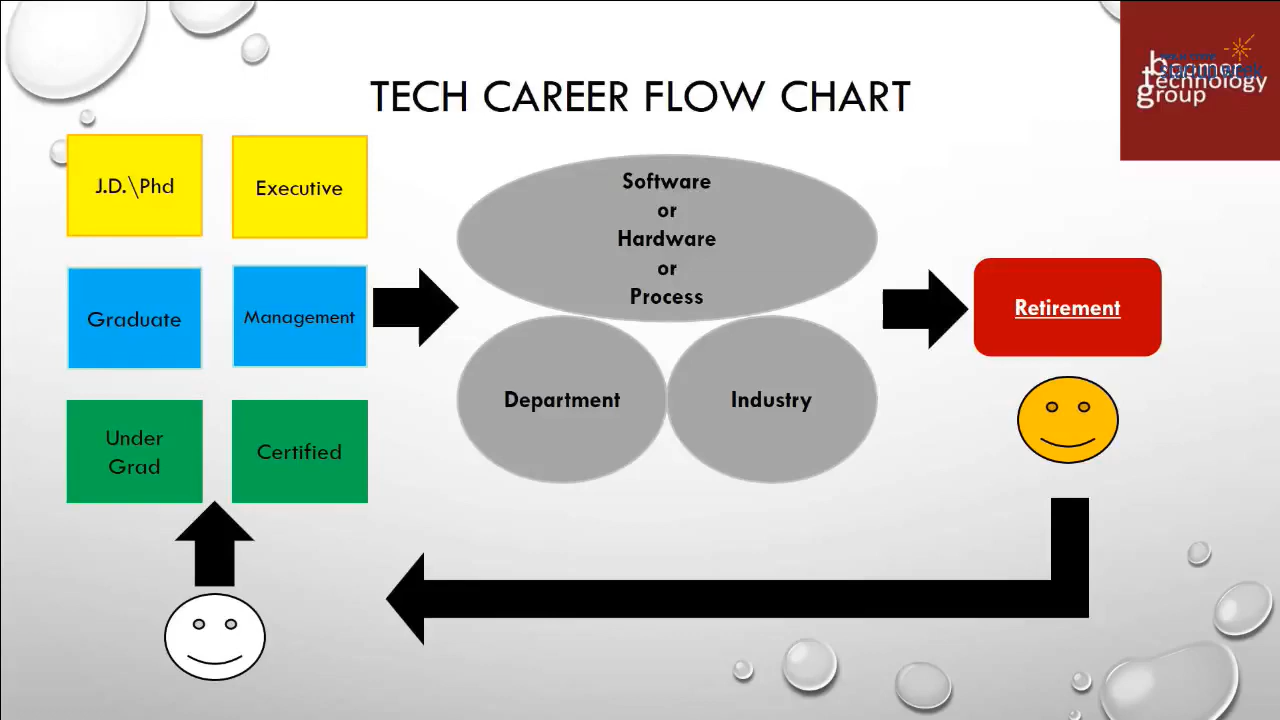 TECH CAREER FLOW CHART
boomer
technology
group
J.D.\Phd
Executive
Graduate
Management
Under
Grad
Certified
Software
or
Hardware
or
Process
Department
Industry
Retirement